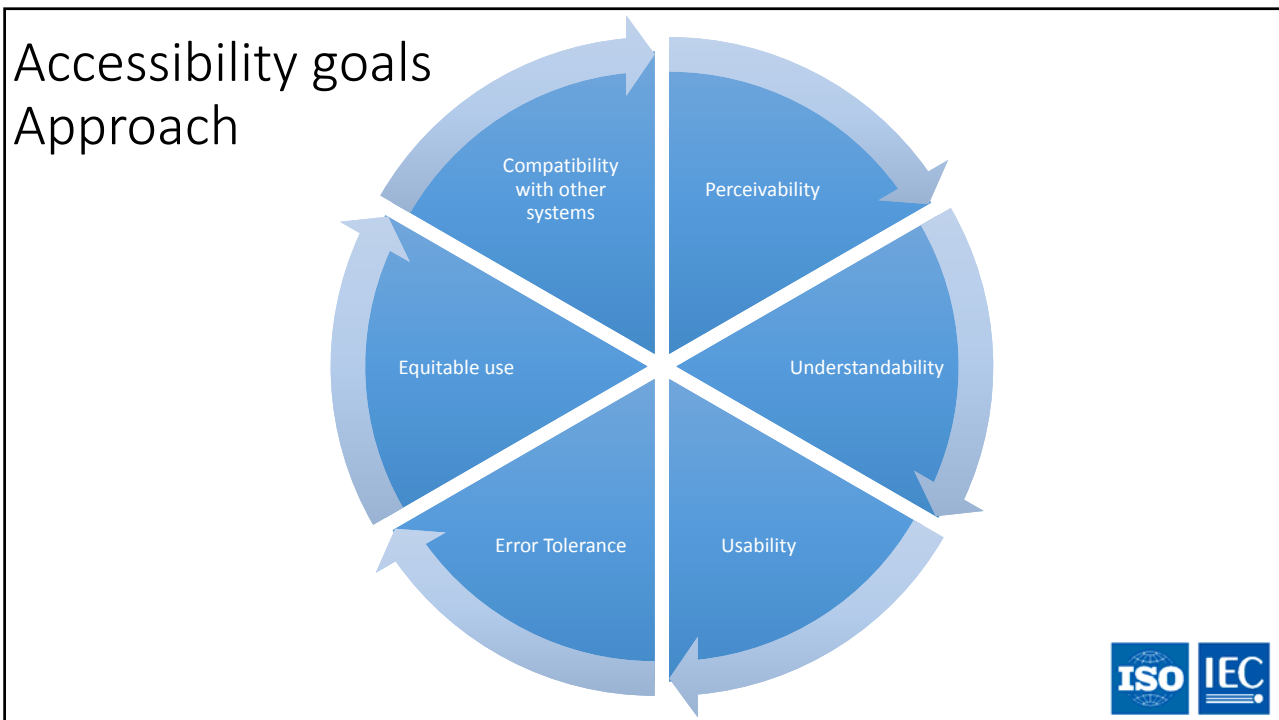 Accessibility goals
Approach
Compatibility
with other
systems
Perceivability
Equitable use
Understandability
Error Tolerance
Usability
ISO
IEC